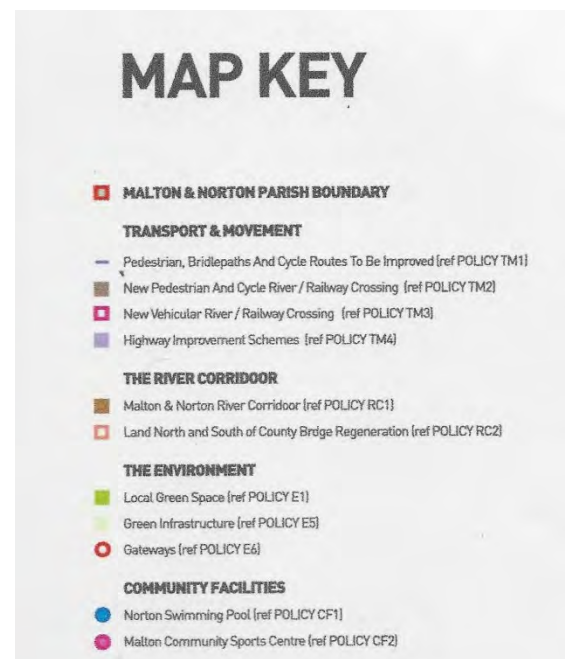 MAP KEY
MALTON & NORTON PARISH BOUNDARY
TRANSPORT & MOVEMENT
Pedestrian, Bridlepaths And Cycle Routes To Be Improved (ref POLICY TM1)
New Pedestrian And Cycle River / Railway Crossing (ref POLICY TM2)
New Vehicular River / Railway Crossing (ref POLICY TM3)
Highway Improvement Schemes (ref POLICY TM4)
THE RIVER CORRIDOOR
Malton & Norton River Corridoor (ref POLICY RC1)
Land North and South of County Brdge Regeneration (ref POLICY RC2)
THE ENVIRONMENT
Local Green Space (ref POLICY E1)
Green Infrastructure (ref POLICY E5)
Gateways (ref POLICY E6)
COMMUNITY FACILITIES
Norton Swimming Pool (ref POLICY CF1)
Malton Community Sports Centre (ref POLICY CF2)